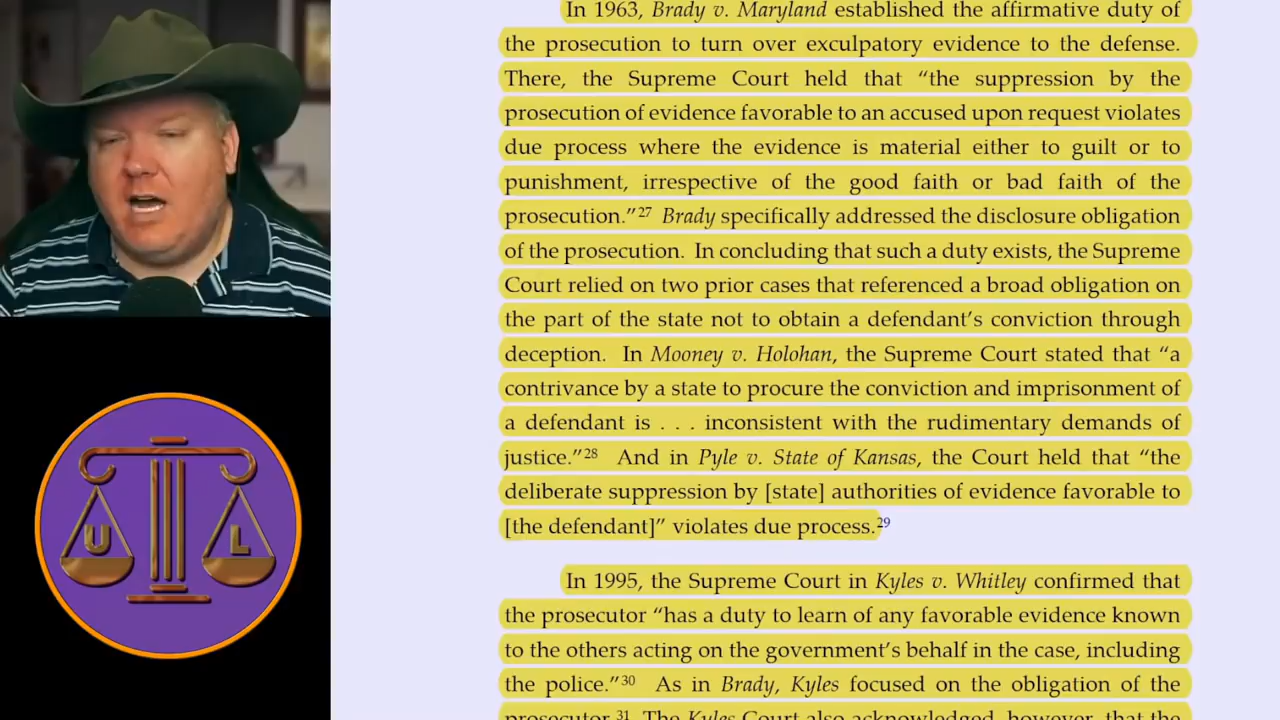 In 1963, Brady v. Maryland established the affirmative duty of
the prosecution to turn over exculpatory evidence to the defense.
There, the Supreme Court held that “the suppression by the
prosecution of evidence favorable to an accused upon request violates
due process where the evidence is material either to guilt or to
punishment, irrespective of the good faith or bad faith of the
prosecution.”27 Brady specifically addressed the disclosure obligation
of the prosecution. In concluding that such a duty exists, the Supreme
Court relied on two prior cases that referenced a broad obligation on
the part of the state not to obtain a defendant’s conviction through
deception. In Mooney v. Holohan, the Supreme Court stated that “a
contrivance by a state to procure the conviction and imprisonment of
a defendant is . . . inconsistent with the rudimentary demands of
justice.”28 And in Pyle v. State of Kansas, the Court held that “the
deliberate suppression by [state] authorities of evidence favorable to
[the defendant]” violates due process.29
In 1995, the Supreme Court in Kyles v. Whitley confirmed that
the prosecutor “has a duty to learn of any favorable evidence known
to the others acting on the government’s behalf in the case, including
the police.”30 As in Brady, Kyles focused on the obligation of the
prosecutor.31 The Kyles Court also acknowledged, however, that the
U L